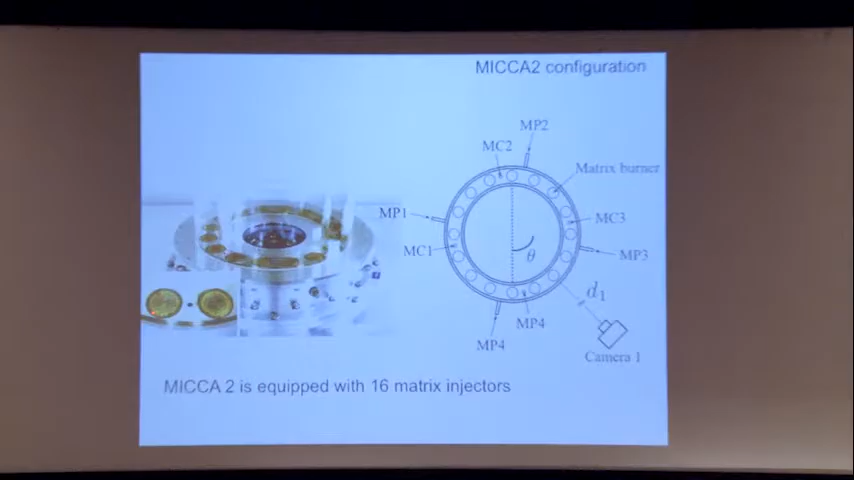 MICCA2 configuration
MP2
MC2
Matrix burner
MP1
MC3
MC1
θ
MP3
d1
MP4
MP4
Camera 1
MICCA 2 is equipped with 16 matrix injectors